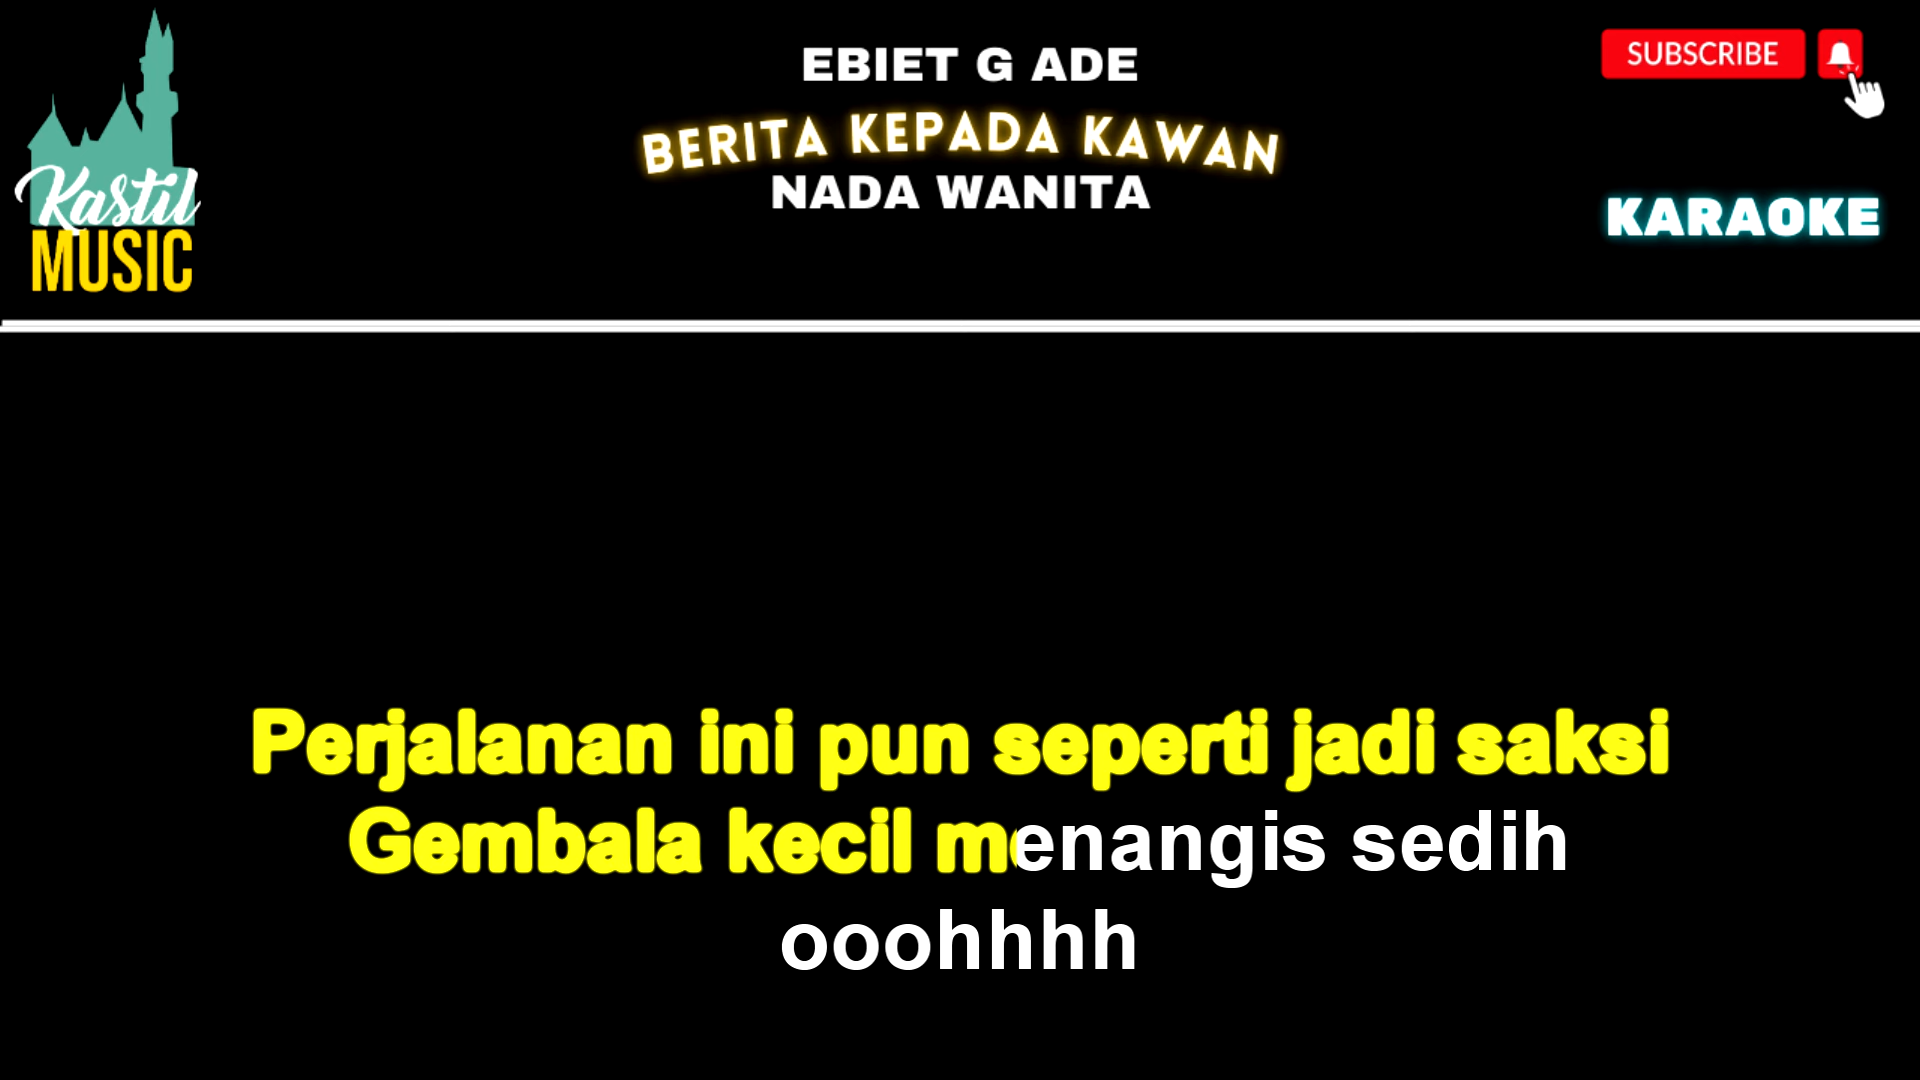 EBIET G ADE
BERITA KEPADA KAWAN
NADA WANITA
Kastil
MUSIC
SUBSCRIBE
KARAOKE
Perjalanan ini pun seperti jadi saksi
Gembala kecil menangis sedih
ooohhhh